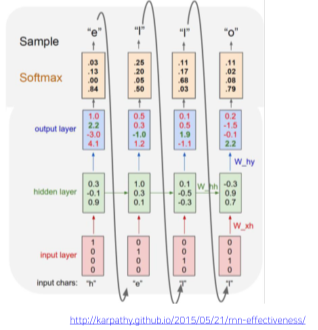 "e" "l" "l" "o"
Sample
.03 .25 .11 .11
.13 .20 .17 .02
.00 .05 .68 .08
.84 .50 .03 .79
Softmax
output layer
1.0 0.5 0.1 0.2
2.2 0.3 0.5 -1.5
-3.0 -1.0 1.9 -0.1
4.1 1.2 -1.1 2.2
W_hy
hidden layer
0.3 1.0 0.1 -0.3
-0.1 0.3 -0.5 0.9
0.9 0.1 -0.3 0.7
W_hh
W_xh
input layer
1 0 0 0
0 1 0 0
0 0 1 1
0 0 0 0
input chars: "h" "e" "l" "l"
http://karpathy.github.io/2015/05/21/rnn-effectiveness/